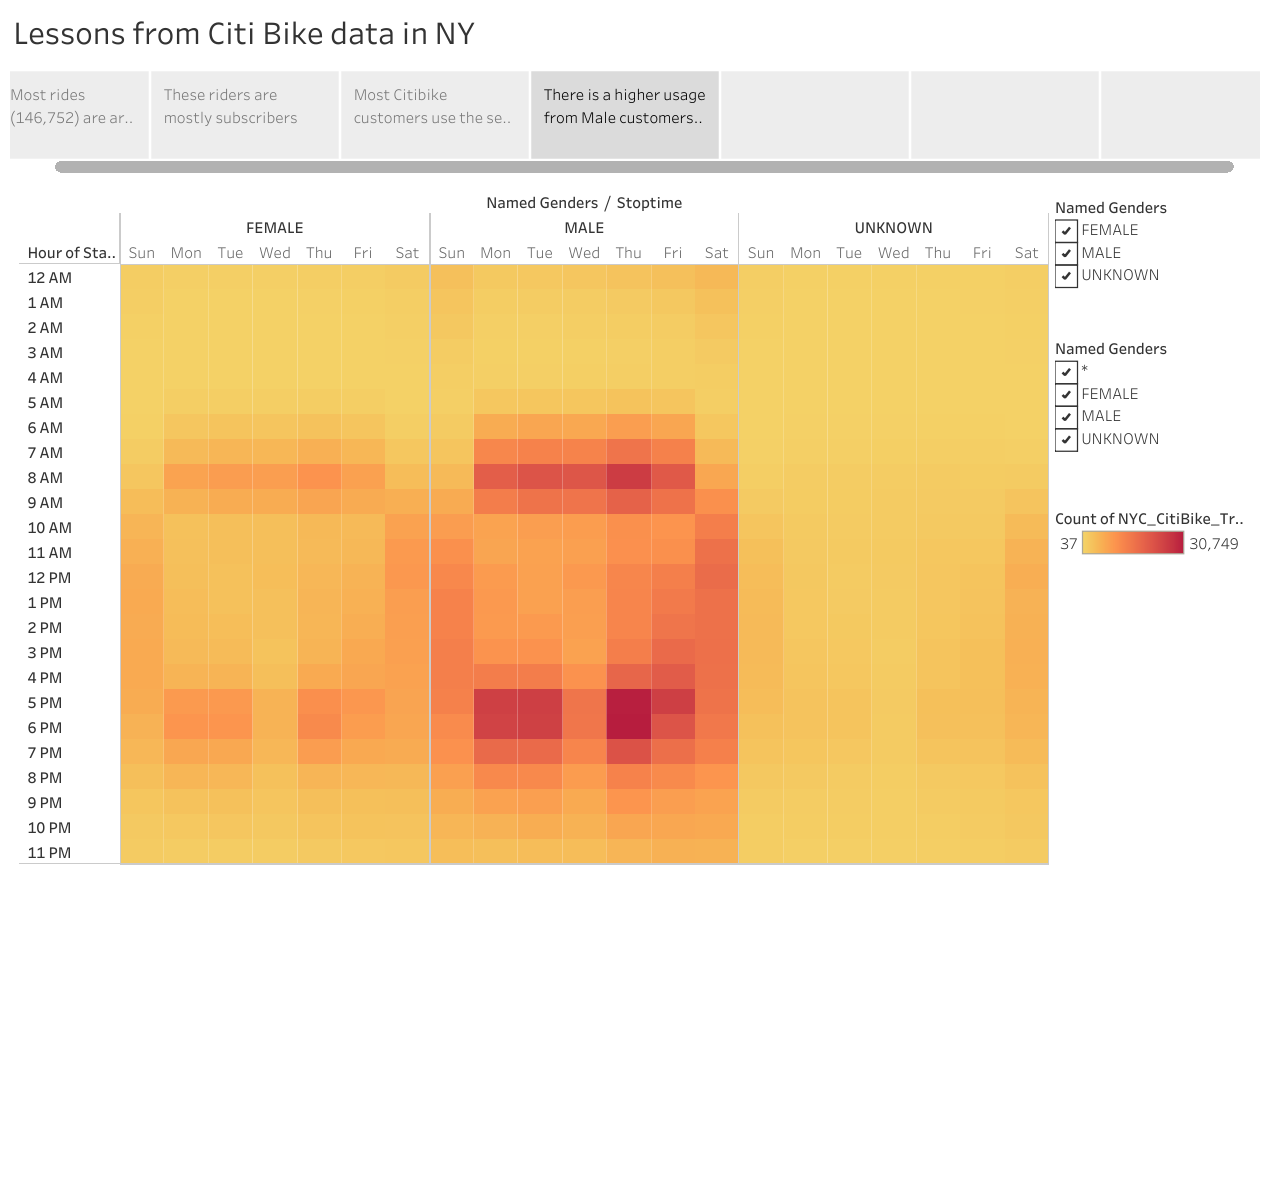 Lessons from Citi Bike data in NY
Most rides
(146,752) are ar..
These riders are
mostly subscribers
Most Citibike
customers use the se..
There is a higher usage
from Male customers..
Named Genders / Stoptime
FEMALE MALE UNKNOWN
Hour of Sta.. Sun Mon Tue Wed Thu Fri Sat Sun Mon Tue Wed Thu Fri Sat Sun Mon Tue Wed Thu Fri Sat
12 AM
1 AM
2 AM
3 AM
4 AM
5 AM
6 AM
7 AM
8 AM
9 AM
10 AM
11 AM
12 PM
1 PM
2 PM
3 PM
4 PM
5 PM
6 PM
7 PM
8 PM
9 PM
10 PM
11 PM
Named Genders
FEMALE
MALE
UNKNOWN
Named Genders
*
FEMALE
MALE
UNKNOWN
Count of NYC_CitiBike_Tr..
37 30,749